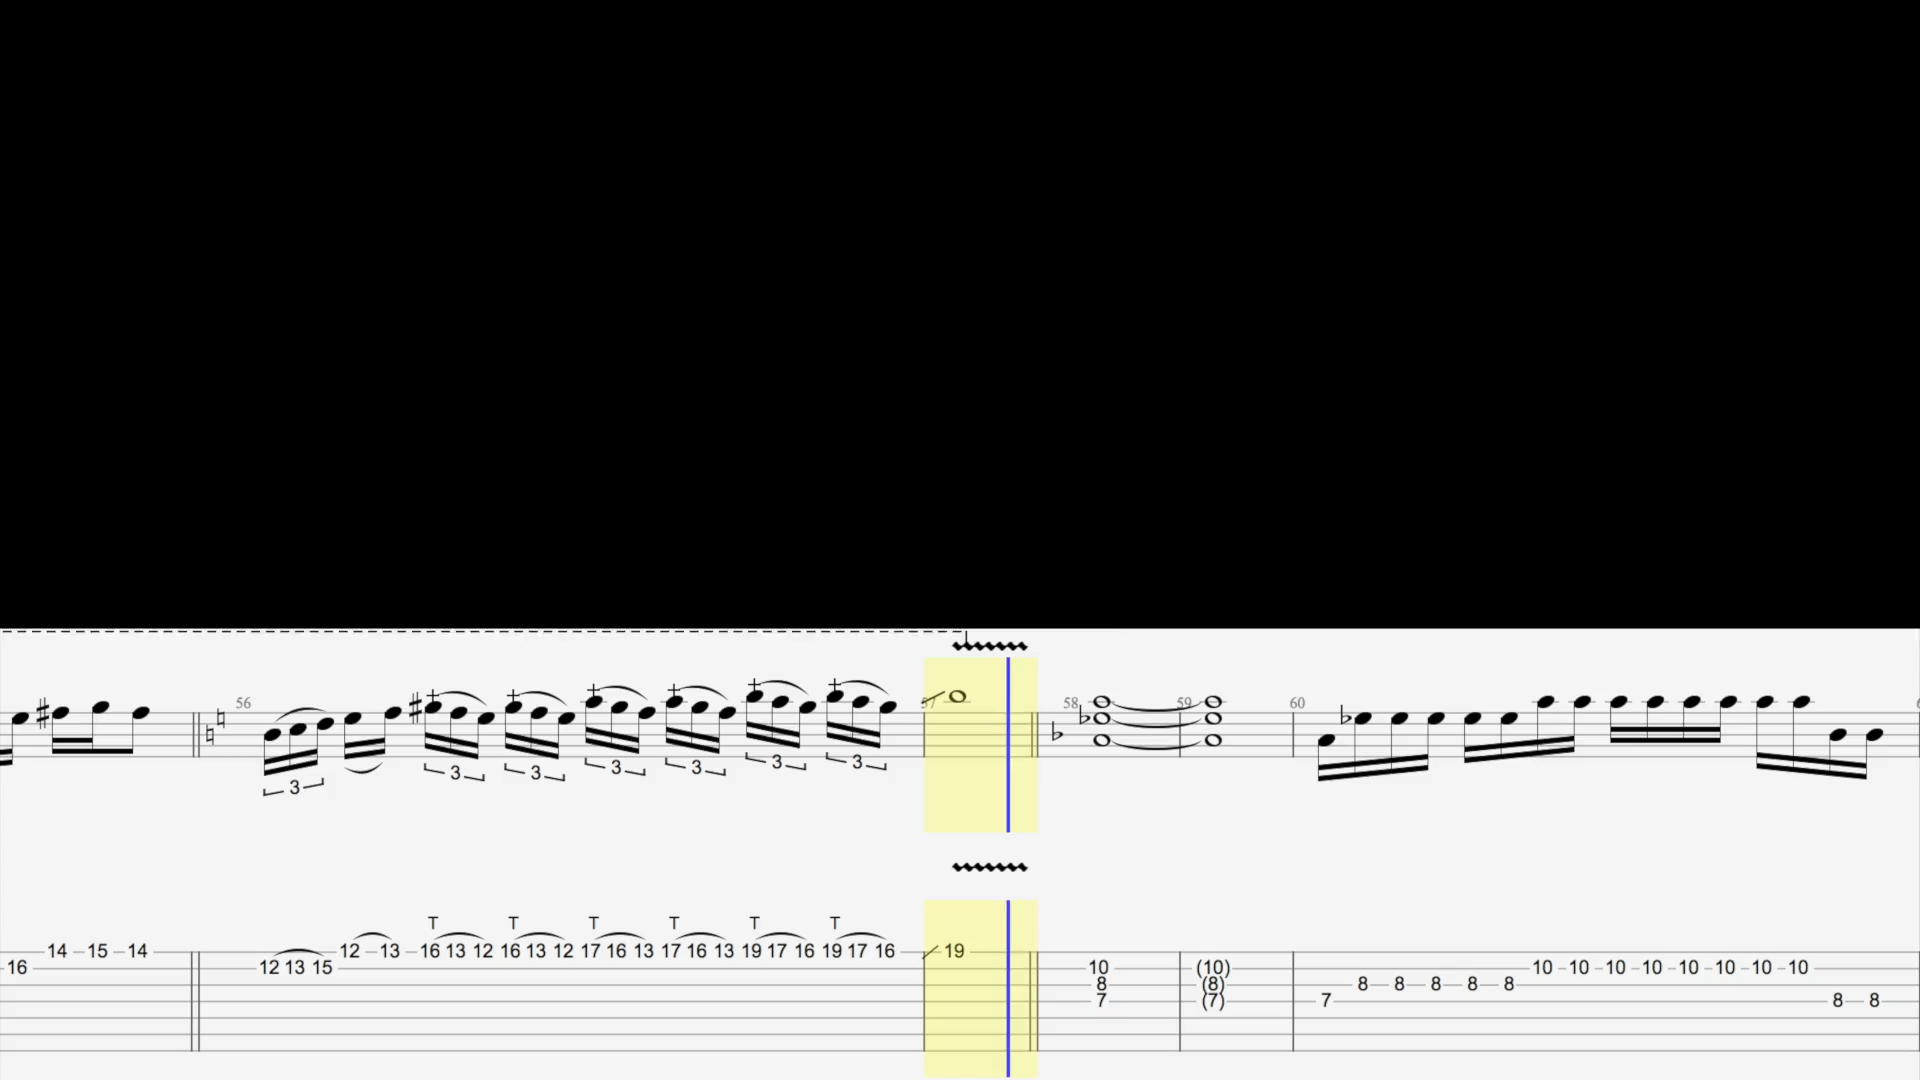 56 57 58 59 60
3 3 3 3 3 3 3
T T T T T T
14 15 14 12 13 16 13 12 16 13 12 17 16 13 17 16 13 19 17 16 19 17 16 19
16 12 13 15 10 (10) 10 10 10 10 10 10 10 10
8 (8) 8 8 8 8 8
7 (7) 7 8 8